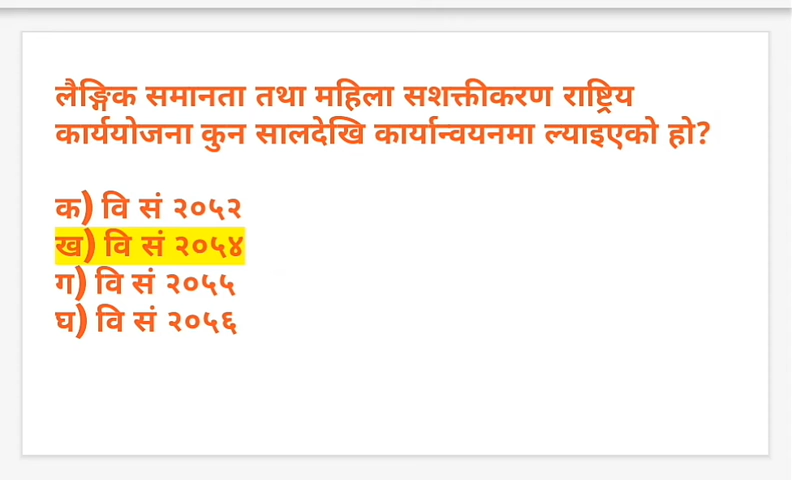 लैङ्गिक समानता तथा महिला सशक्तीकरण राष्ट्रिय
कार्ययोजना कुन सालदेखि कार्यान्वयनमा ल्याइएको हो?
क) वि सं २०५२
ख) वि सं २०५४
ग) वि सं २०५५
घ) वि सं २०५६